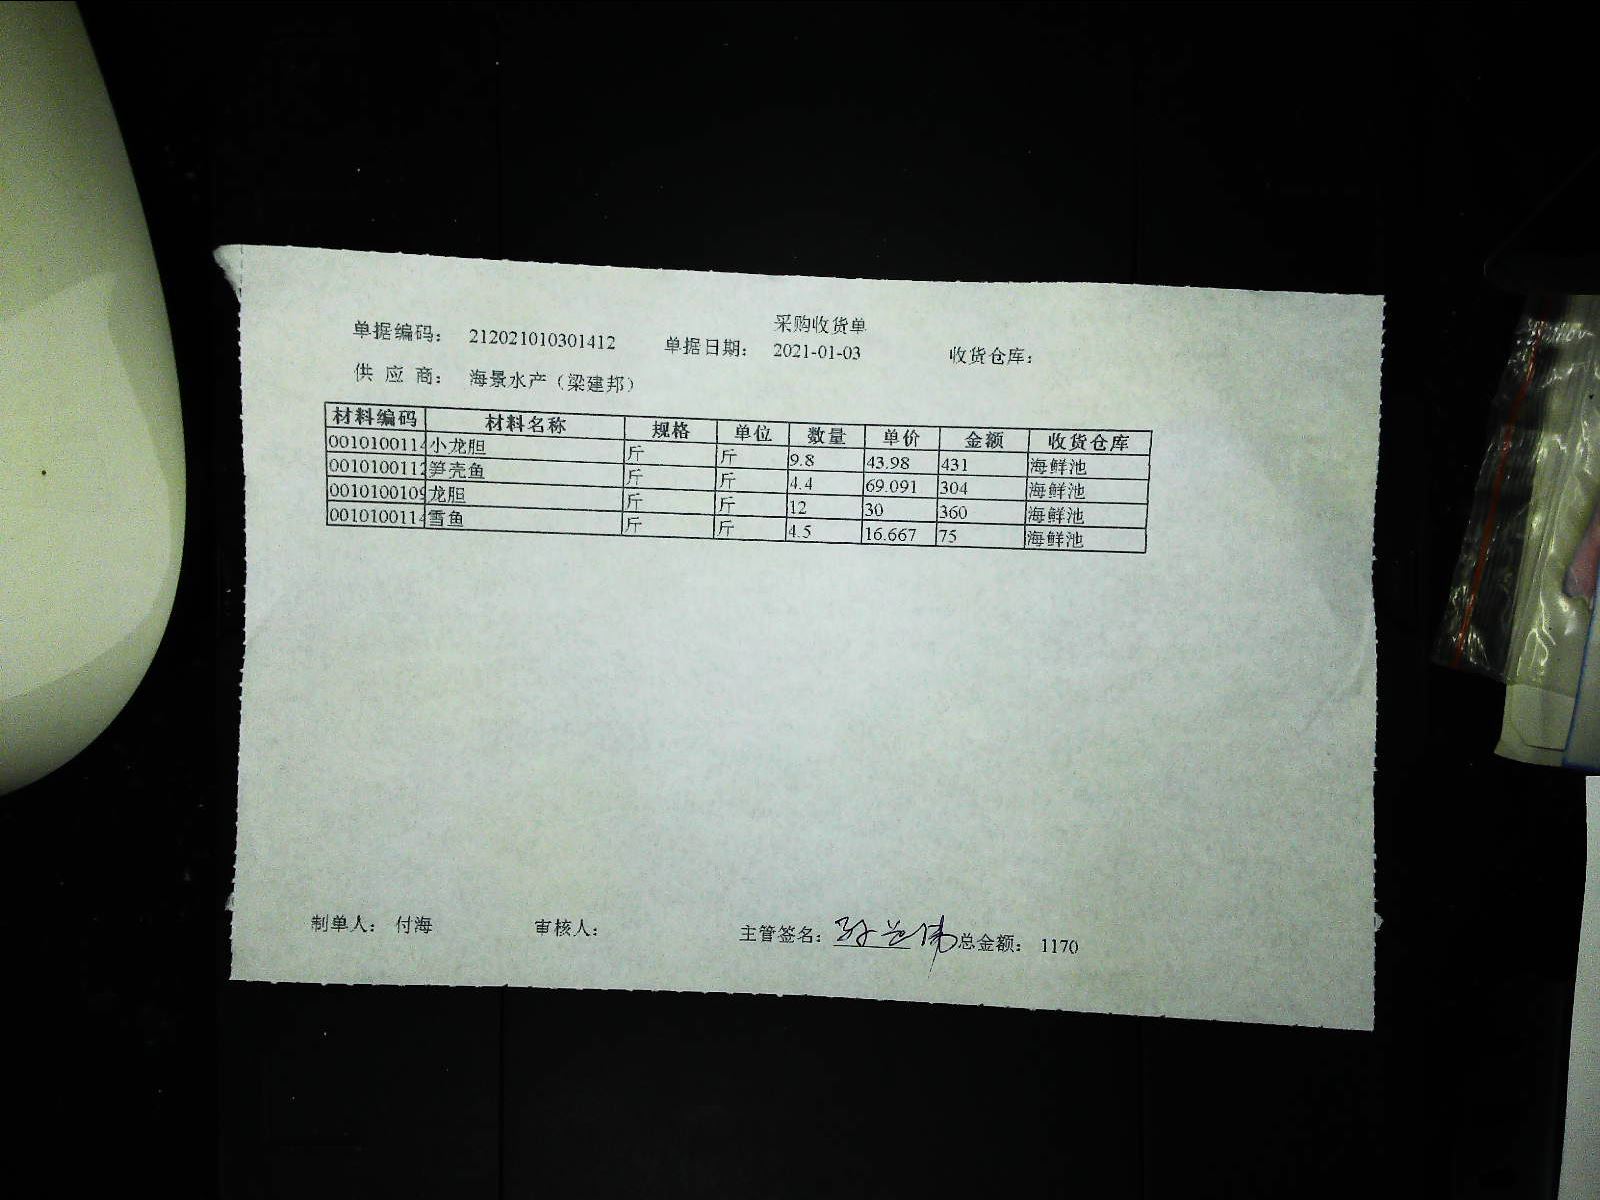 采购收货单
单据编码： 212021010301412 单据日期： 2021-01-03 收货仓库：
供 应 商： 海景水产（梁建邦）
材料编码 材料名称 规格 单位 数量 单价 金额 收货仓库
0010100114 小龙胆 斤 斤 9.8 43.98 431 海鲜池
0010100112 笋壳鱼 斤 斤 4.4 69.091 304 海鲜池
0010100109 龙胆 斤 斤 12 30 360 海鲜池
0010100114 雪鱼 斤 斤 4.5 16.667 75 海鲜池
制单人： 付海 审核人： 主管签名： 总金额： 1170